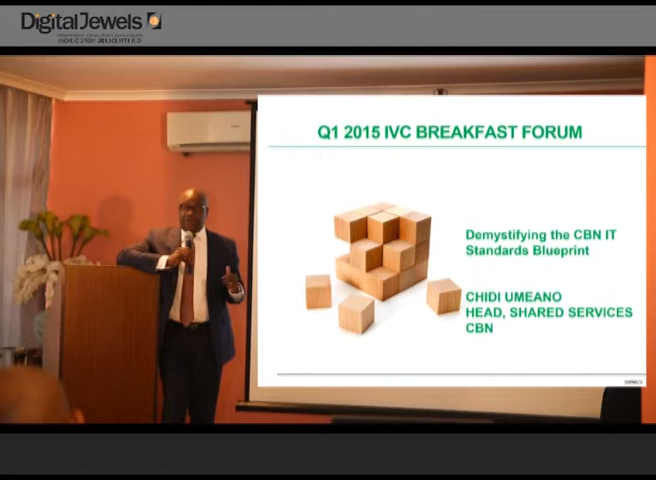 DigitalJewels
Q1 2015 IVC BREAKFAST FORUM
Demystifying the CBN IT
Standards Blueprint
CHIDI UMEANO
HEAD, SHARED SERVICES
CBN